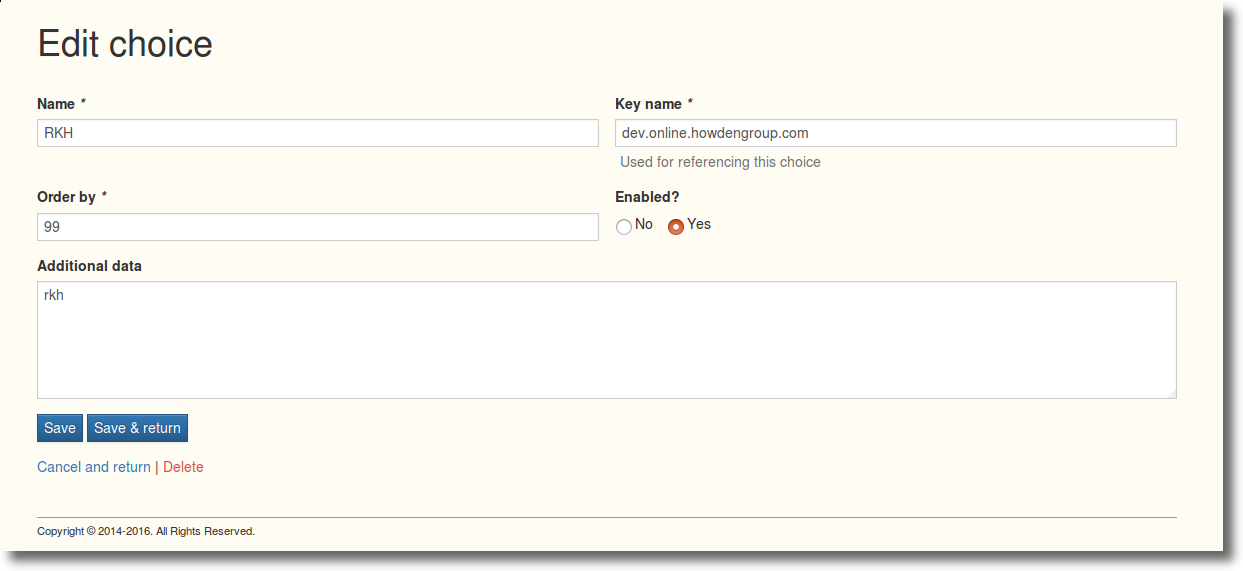 Edit choice
Name * Key name *
RKH dev.online.howdengroup.com
Used for referencing this choice
Order by * Enabled?
99 No Yes
Additional data
rkh
Save Save & return
Cancel and return | Delete
Copyright © 2014-2016. All Rights Reserved.